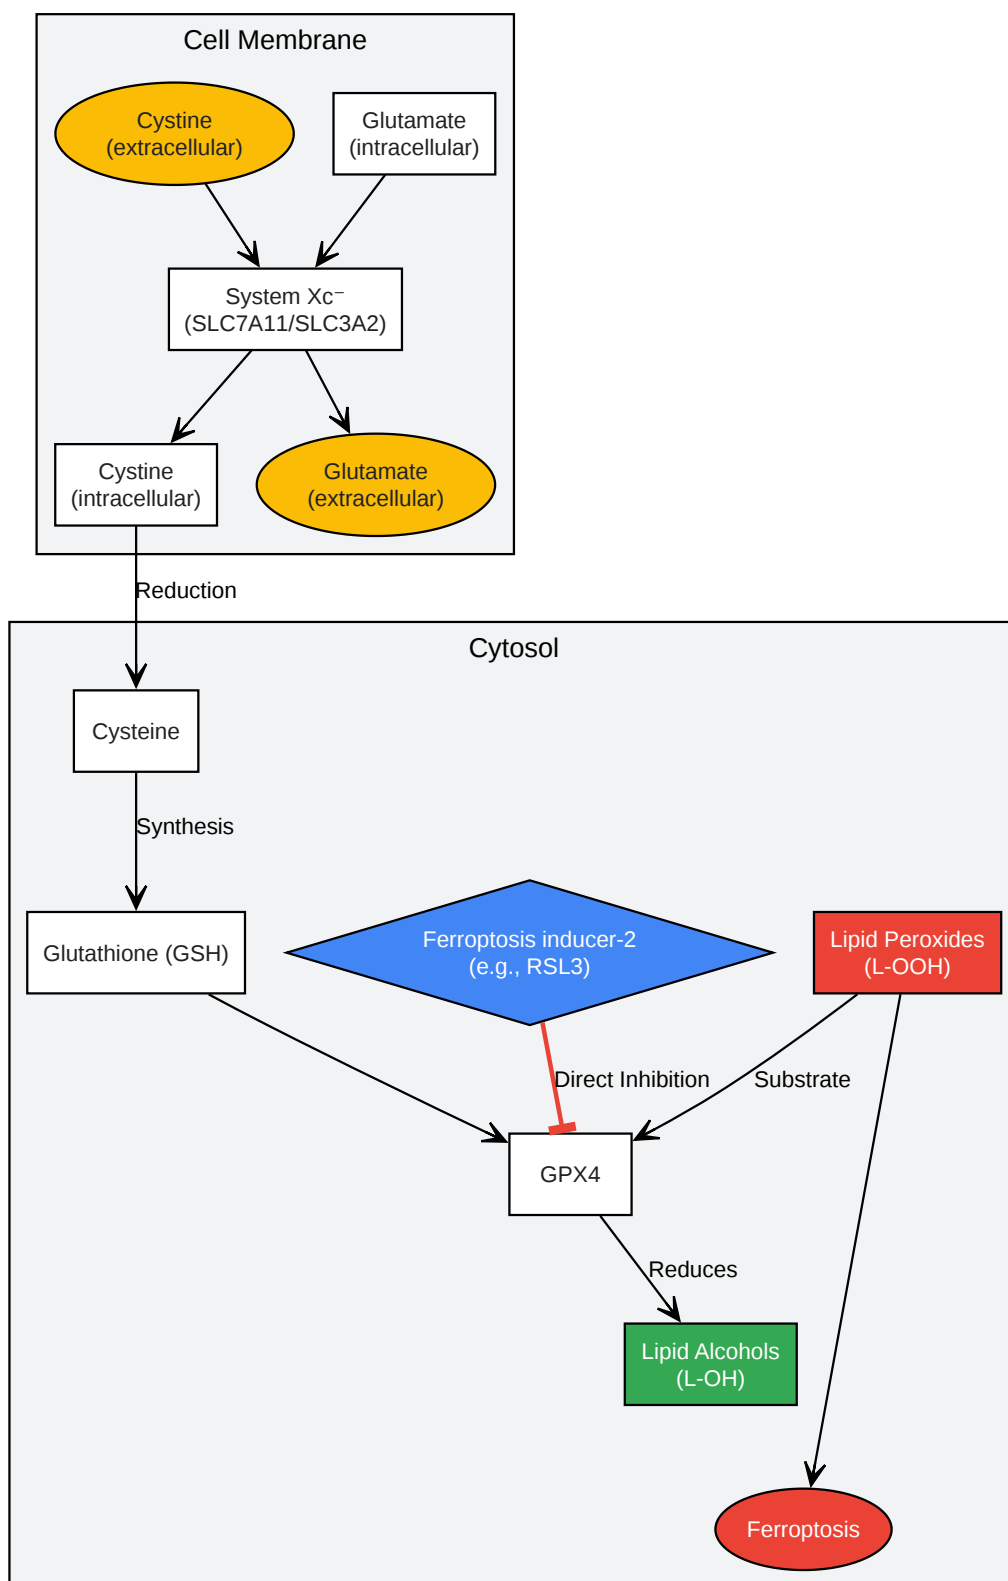 Cell Membrane
Cystine
(extracellular)
Glutamate
(intracellular)
System Xc⁻
(SLC7A11/SLC3A2)
Cystine
(intracellular)
Glutamate
(extracellular)
Reduction
Cytosol
Cysteine
Synthesis
Glutathione (GSH)
Ferroptosis inducer-2
(e.g., RSL3)
Lipid Peroxides
(L-OOH)
Direct Inhibition
Substrate
GPX4
Reduces
Lipid Alcohols
(L-OH)
Ferroptosis